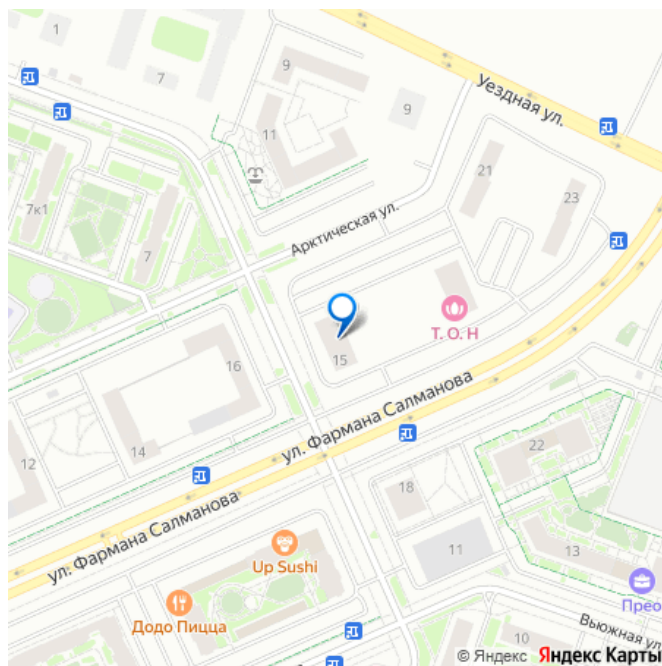 1
7
9
9
Уездная ул.
11
21
23
7к1
7
Арктическая ул.
Т. О. Н
15
16
ул. Фармана Салманова
12
14
22
18
ул. Фармана Салманова
11
13
Up Sushi
Прео
Додо Пицца
10
Вьюжная ул
© Яндекс Яндекс Карты